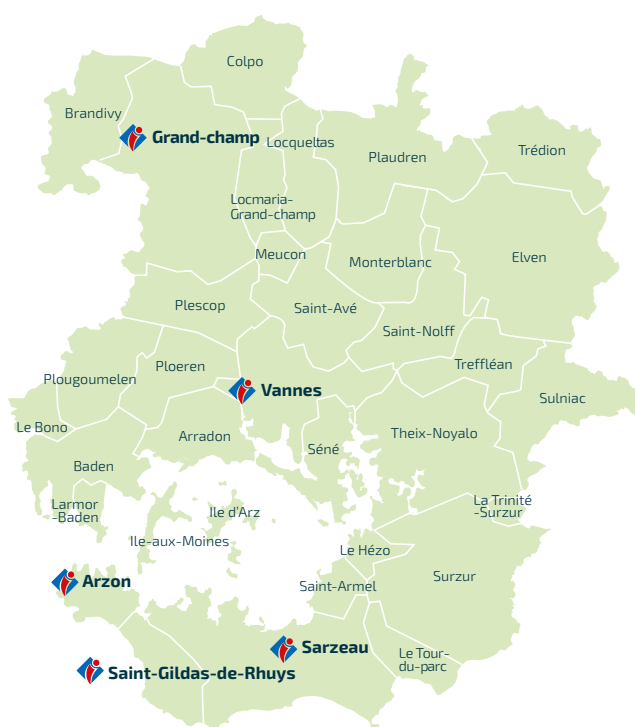 Colpo
Brandivy
Grand-champ
Locqueltas
Plaudren
Trédion
Locmaria-
Grand-champ
Meucon
Monterblanc
Elven
Plescop
Saint-Avé
Saint-Nolff
Treffléan
Ploeren
Plougoumelen
Vannes
Sulniac
Le Bono
Arradon
Séné
Theix-Noyalo
Baden
Larmor
-Baden
La Trinité
-Surzur
Ile d'Arz
Ile-aux-Moines
Le Hézo
Arzon
Saint-Armel
Surzur
Sarzeau
Le Tour-
du-parc
Saint-Gildas-de-Rhuys